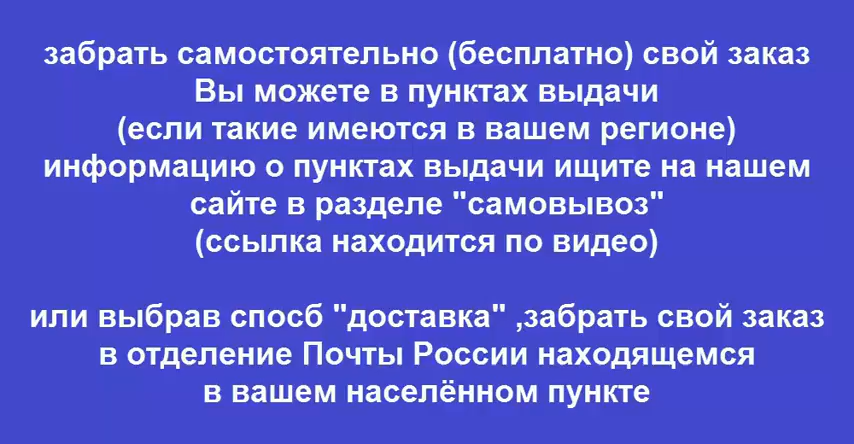 забрать самостоятельно (бесплатно) свой заказ
Вы можете в пунктах выдачи
(если такие имеются в вашем регионе)
информацию о пунктах выдачи ищите на нашем
сайте в разделе "самовывоз"
(ссылка находится по видео)
или выбрав спосб "доставка" ,забрать свой заказ
в отделение Почты России находящемся
в вашем населённом пункте